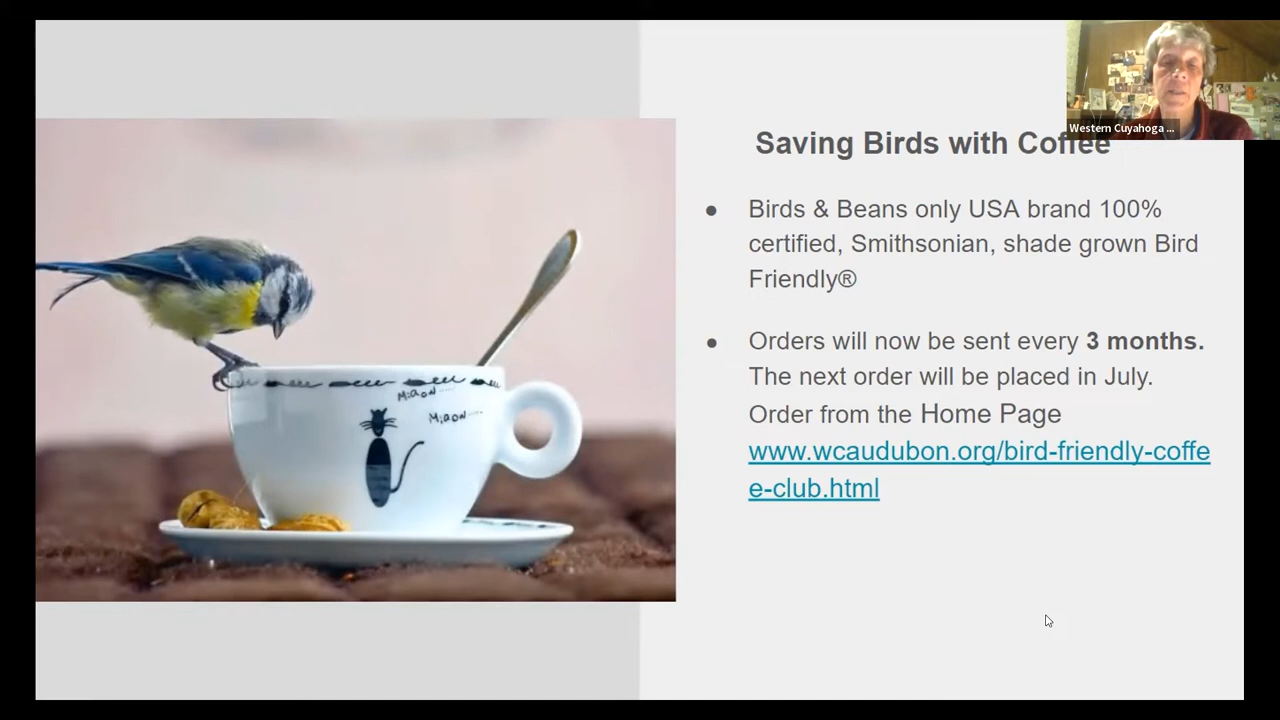 Western Cuyahoga ...
Saving Birds with Coffee
● Birds & Beans only USA brand 100%
certified, Smithsonian, shade grown Bird
Friendly®
● Orders will now be sent every 3 months.
The next order will be placed in July.
Order from the Home Page
www.wcaudubon.org/bird-friendly-coffe
e-club.html
Miaow.....
Miaow.....